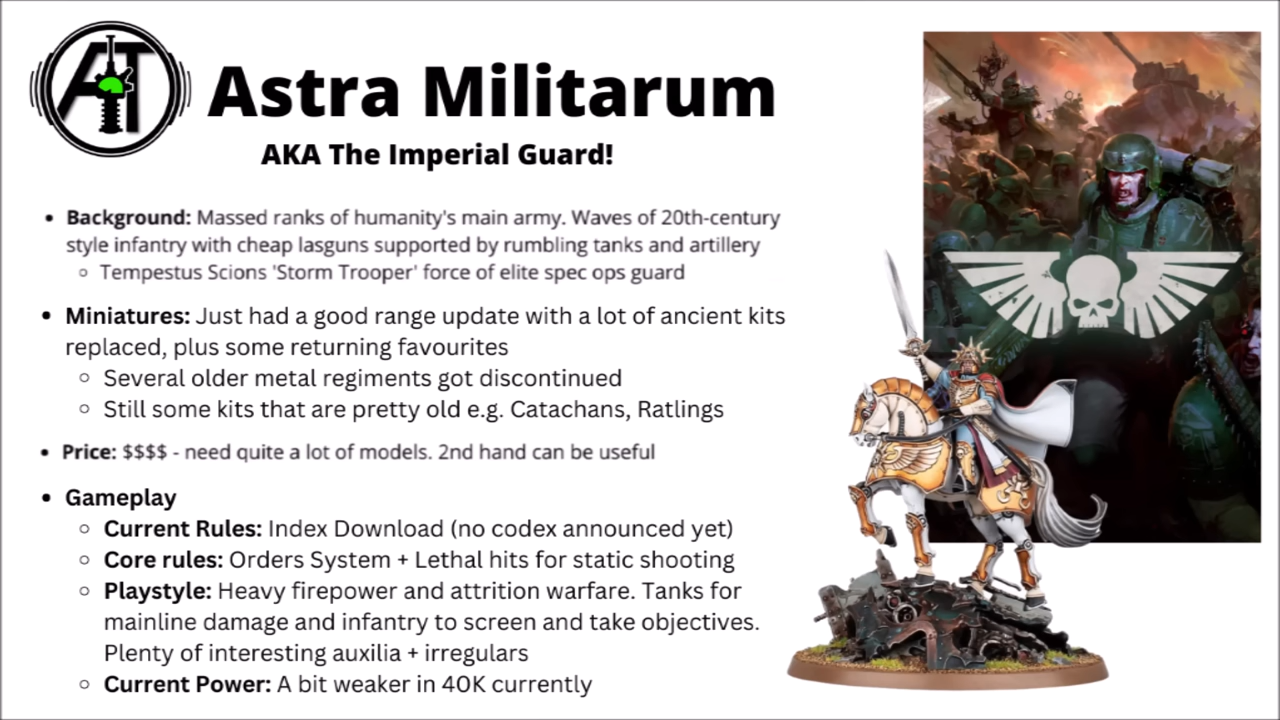 AT
Astra Militarum
AKA The Imperial Guard!
• Background: Massed ranks of humanity's main army. Waves of 20th-century
style infantry with cheap lasguns supported by rumbling tanks and artillery
○ Tempestus Scions 'Storm Trooper' force of elite spec ops guard
• Miniatures: Just had a good range update with a lot of ancient kits
replaced, plus some returning favourites
○ Several older metal regiments got discontinued
○ Still some kits that are pretty old e.g. Catachans, Ratlings
• Price: $$$$ - need quite a lot of models. 2nd hand can be useful
• Gameplay
○ Current Rules: Index Download (no codex announced yet)
○ Core rules: Orders System + Lethal hits for static shooting
○ Playstyle: Heavy firepower and attrition warfare. Tanks for
mainline damage and infantry to screen and take objectives.
Plenty of interesting auxilia + irregulars
○ Current Power: A bit weaker in 40K currently